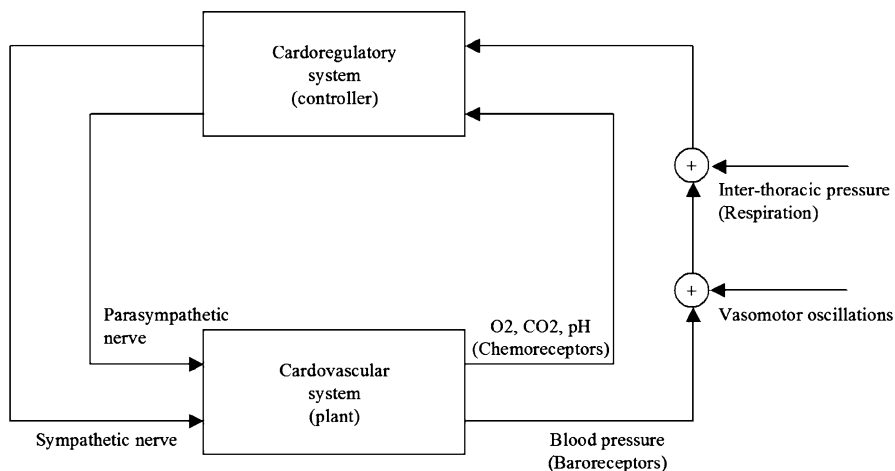 Cardoregulatory
system
(controller)
+
Inter-thoracic pressure
(Respiration)
+
Vasomotor oscillations
Parasympathetic
nerve
O2, CO2, pH
(Chemoreceptors)
Cardovascular
system
(plant)
Sympathetic nerve
Blood pressure
(Baroreceptors)